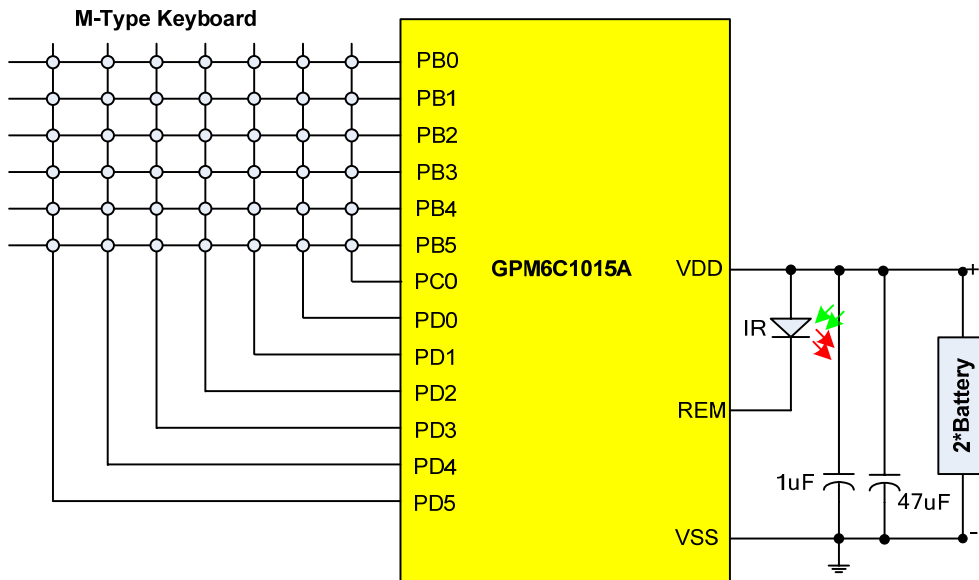 M-Type Keyboard
PB0
PB1
PB2
PB3
PB4
PB5
PC0
PD0
PD1
PD2
PD3
PD4
PD5
GPM6C1015A
VDD
REM
VSS
IR
1uF
47uF
+
2*Battery
-